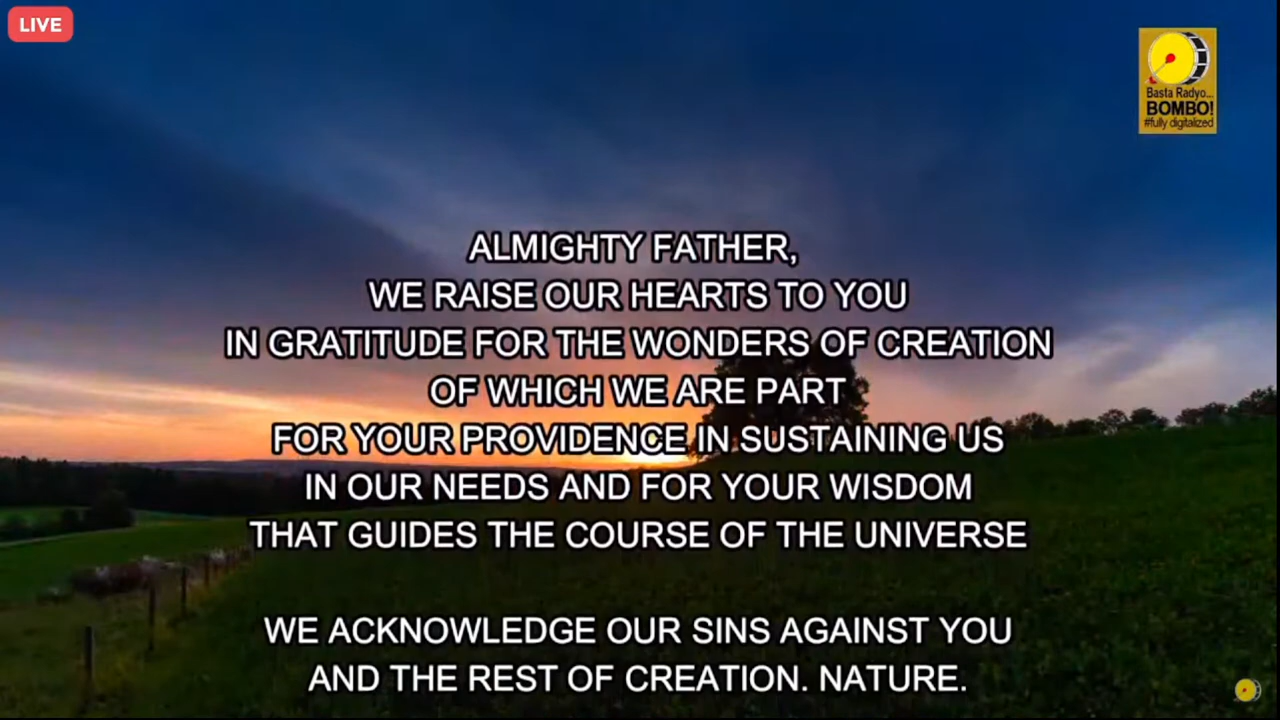 LIVE
Basta Radyo...
BOMBO!
#fully digitalized
ALMIGHTY FATHER,
WE RAISE OUR HEARTS TO YOU
IN GRATITUDE FOR THE WONDERS OF CREATION
OF WHICH WE ARE PART
FOR YOUR PROVIDENCE IN SUSTAINING US
IN OUR NEEDS AND FOR YOUR WISDOM
THAT GUIDES THE COURSE OF THE UNIVERSE
WE ACKNOWLEDGE OUR SINS AGAINST YOU
AND THE REST OF CREATION. NATURE.